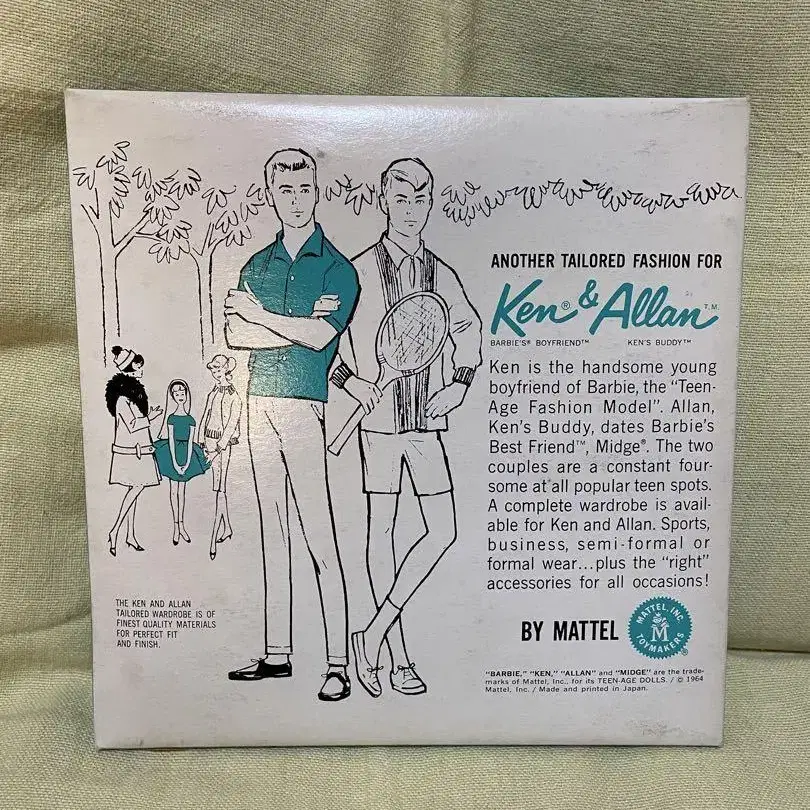 ANOTHER TAILORED FASHION FOR
Ken® & Allan T.M.
BARBIE'S® BOYFRIEND™ KEN'S BUDDY™
Ken is the handsome young
boyfriend of Barbie, the "Teen-
Age Fashion Model". Allan,
Ken's Buddy, dates Barbie's
Best Friend™, Midge®. The two
couples are a constant four-
some at all popular teen spots.
A complete wardrobe is avail-
able for Ken and Allan. Sports,
business, semi-formal or
formal wear...plus the "right"
accessories for all occasions!
THE KEN AND ALLAN
TAILORED WARDROBE IS OF
FINEST QUALITY MATERIALS
FOR PERFECT FIT
AND FINISH.
BY MATTEL
MATTEL, INC.
M
TOYMAKERS
®
"BARBIE," "KEN," "ALLAN" and "MIDGE" are the trade-
marks of Mattel, Inc., for its TEEN-AGE DOLLS. / © 1964
Mattel, Inc. / Made and printed in Japan.